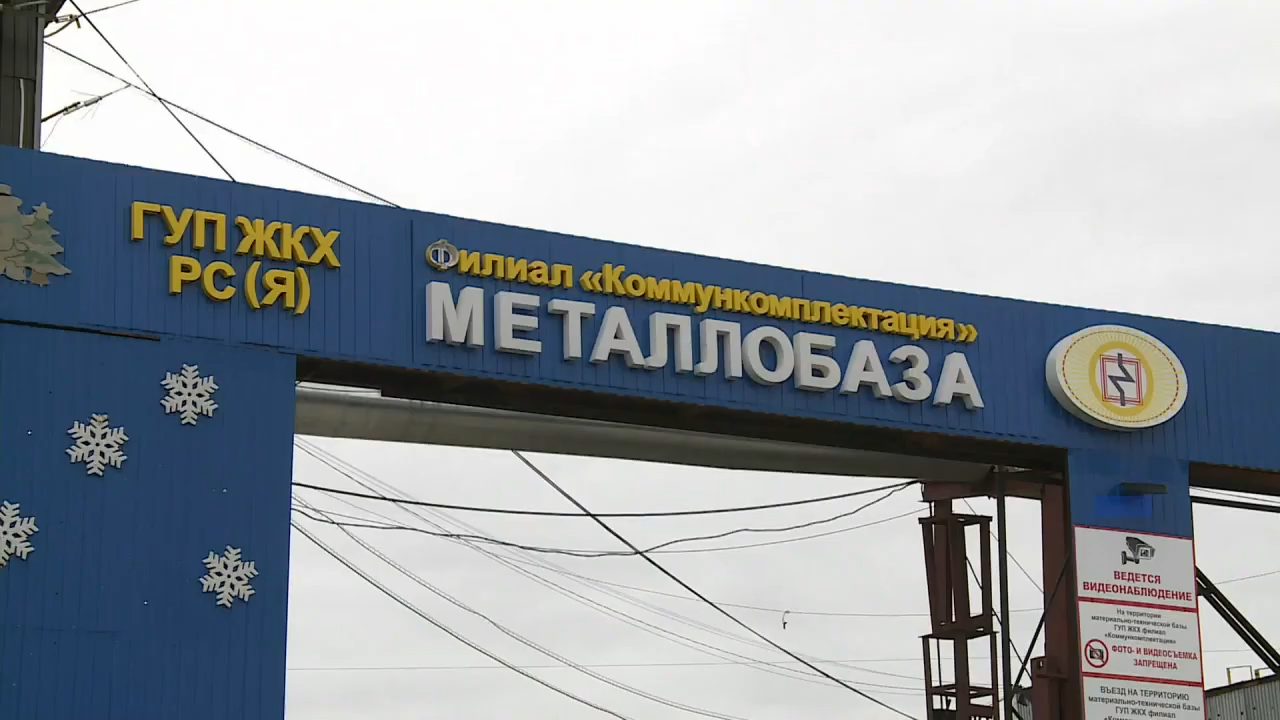 ГУП ЖКХ
РС (Я)
Филиал «Коммункомплектация»
МЕТАЛЛОБАЗА
ВЕДЕТСЯ
ВИДЕОНАБЛЮДЕНИЕ
На территории
материально-технической базы
ГУП ЖКХ филиал
«Коммункомплектация»
ФОТО- И ВИДЕОСЪЕМКА
ЗАПРЕЩЕНА
ВЪЕЗД НА ТЕРРИТОРИЮ
материально-технической базы
ГУП ЖКХ филиал